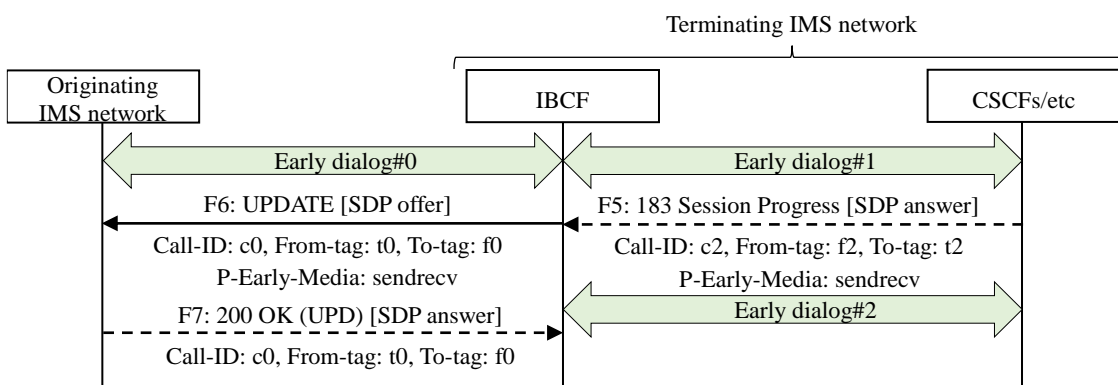 Terminating IMS network
Originating
IMS network
IBCF
CSCFs/etc
Early dialog#0
Early dialog#1
F6: UPDATE [SDP offer]
F5: 183 Session Progress [SDP answer]
Call-ID: c0, From-tag: t0, To-tag: f0
Call-ID: c2, From-tag: f2, To-tag: t2
P-Early-Media: sendrecv
P-Early-Media: sendrecv
Early dialog#2
F7: 200 OK (UPD) [SDP answer]
Call-ID: c0, From-tag: t0, To-tag: f0